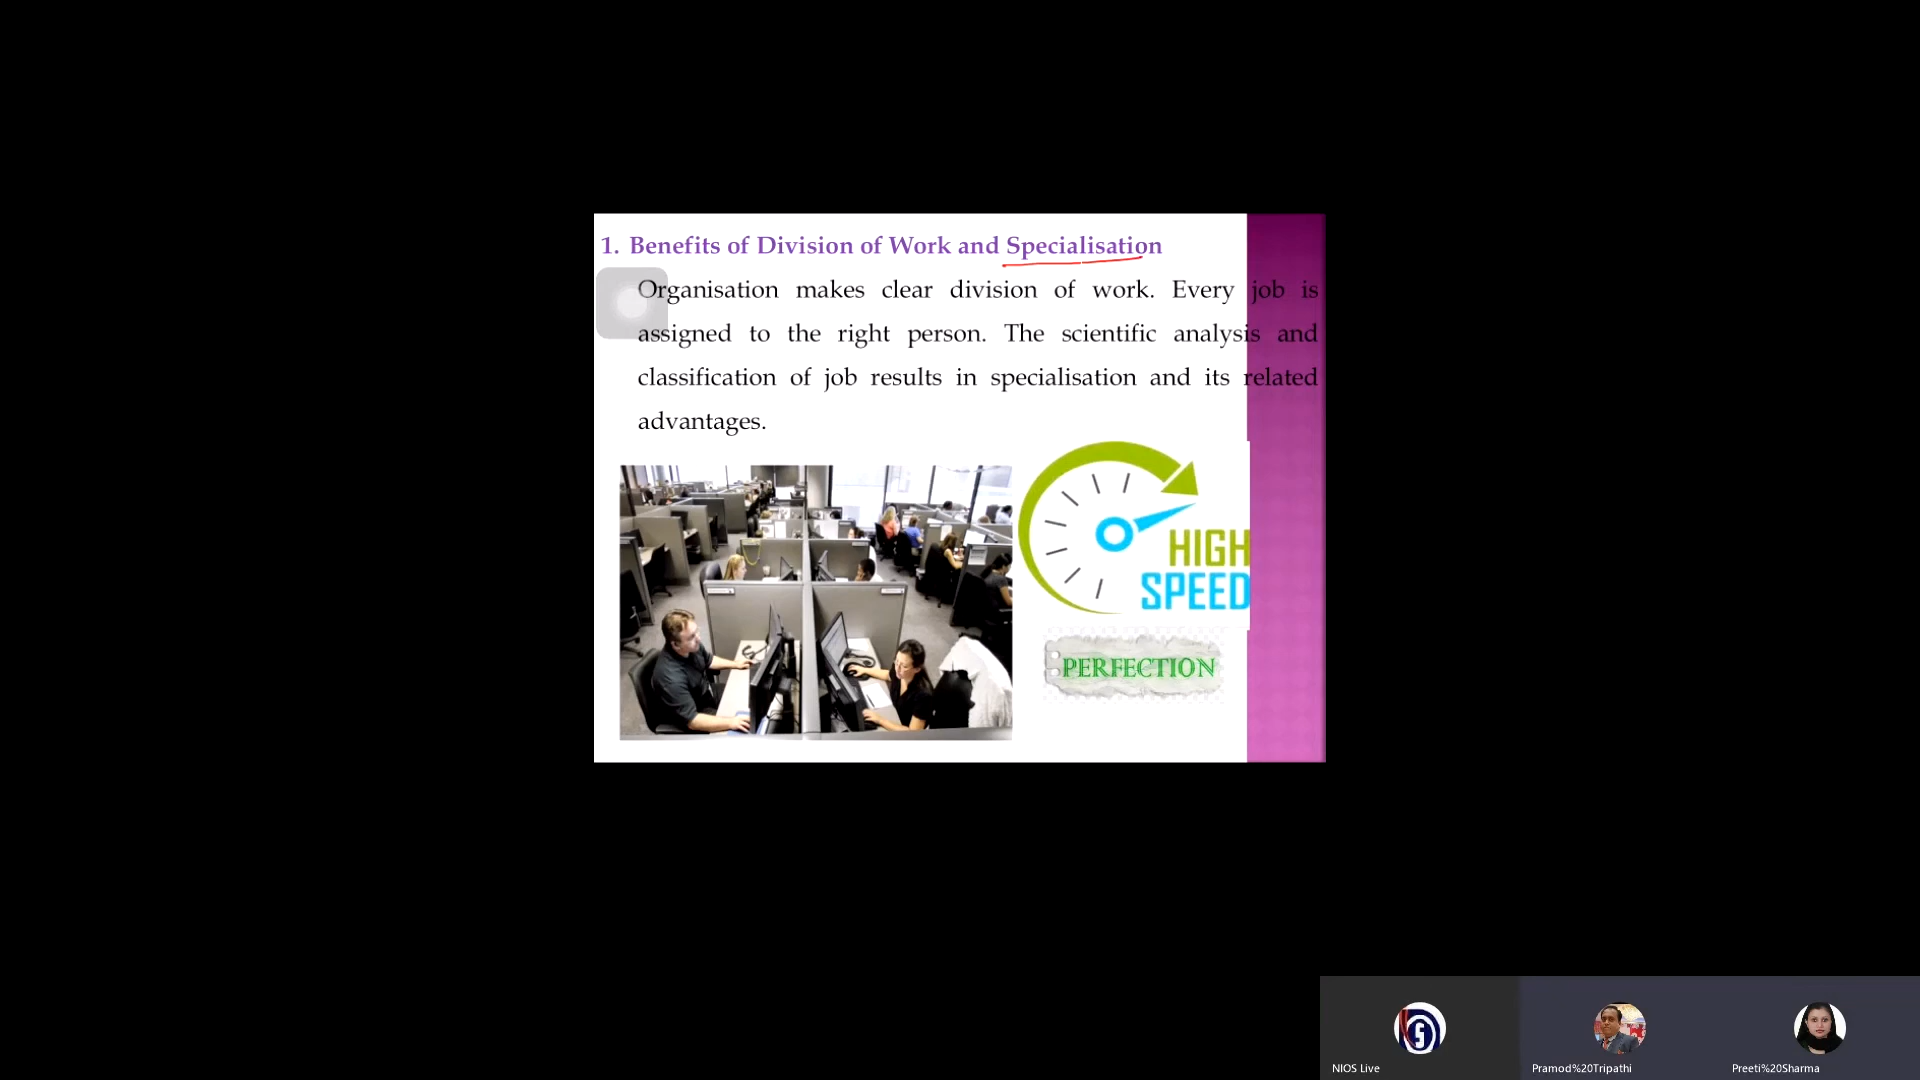 1. Benefits of Division of Work and Specialisation
Organisation makes clear division of work. Every job is
assigned to the right person. The scientific analysis and
classification of job results in specialisation and its related
advantages.
HIGH
SPEED
PERFECTION
NIOS Live
Pramod%20Tripathi
Preeti%20Sharma